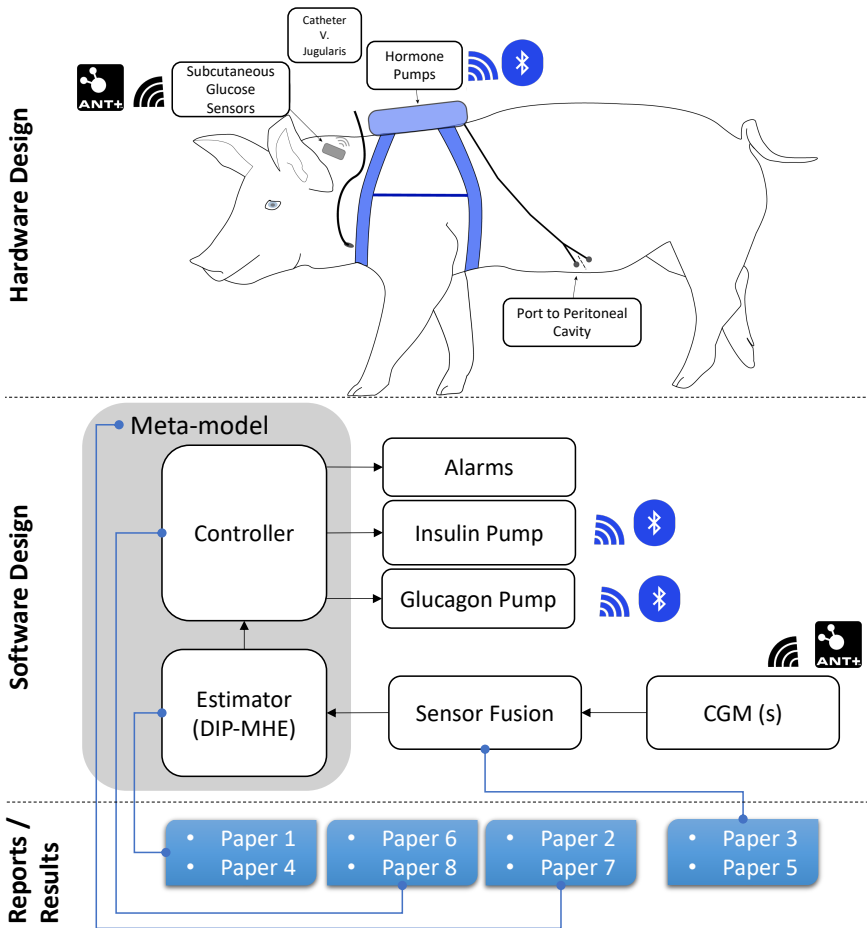 Hardware Design
Catheter
V.
Jugularis
Subcutaneous
Glucose
Sensors
Hormone
Pumps
ANT+
Port to Peritoneal
Cavity
Software Design
Meta-model
Controller
Alarms
Insulin Pump
Glucagon Pump
ANT+
Estimator
(DIP-MHE)
Sensor Fusion
CGM (s)
Reports /
Results
• Paper 1
• Paper 4
• Paper 6
• Paper 8
• Paper 2
• Paper 7
• Paper 3
• Paper 5